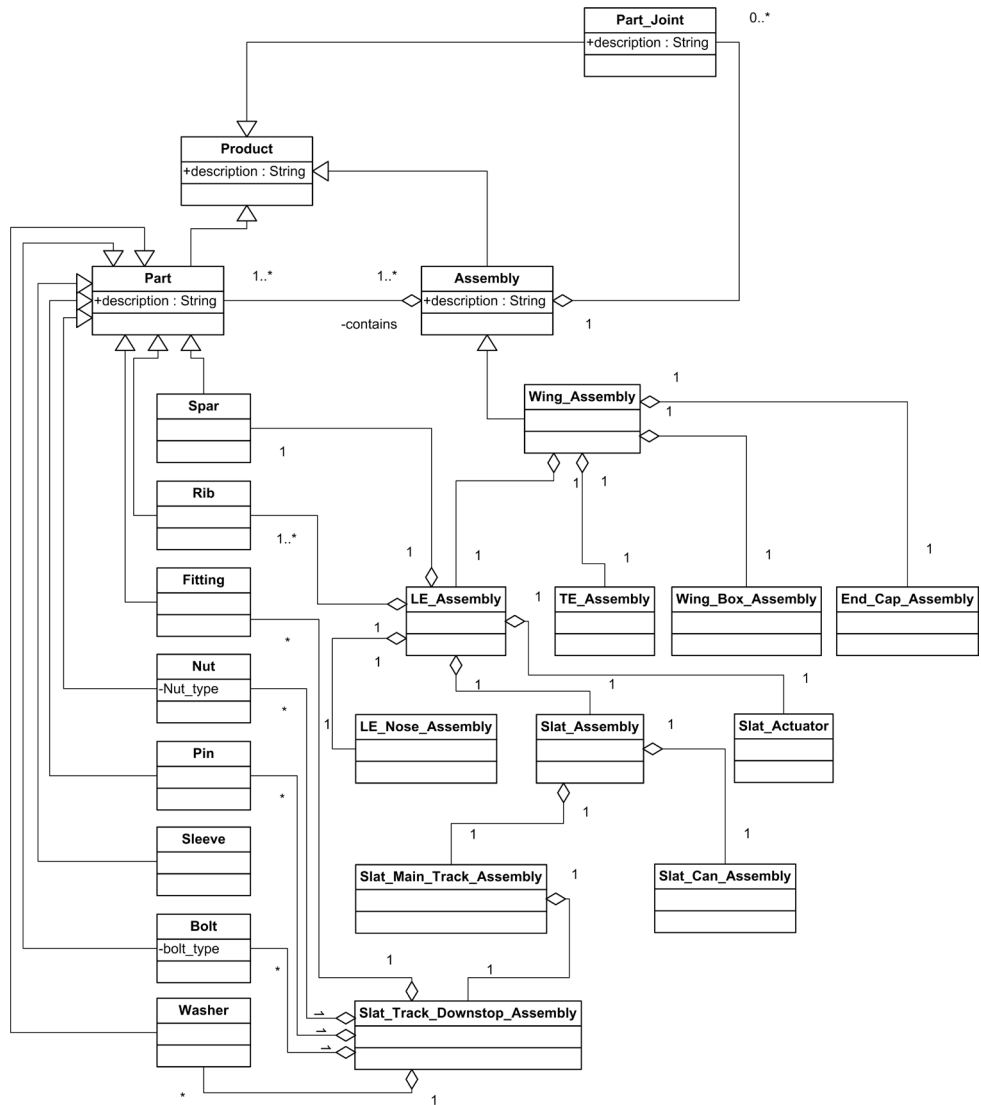 Part_Joint
0..*
+description : String
Product
+description : String
Part
1..*
1..*
Assembly
+description : String
+description : String
-contains
1
Wing_Assembly
1
1
Spar
1
1
1
Rib
1..*
1
1
1
1
1
LE_Assembly
TE_Assembly
Wing_Box_Assembly
End_Cap_Assembly
1
Fitting
*
1
1
Nut
-Nut_type
1
1
1
*
1
LE_Nose_Assembly
Slat_Assembly
1
Slat_Actuator
Pin
*
1
1
1
Sleeve
Slat_Main_Track_Assembly
1
Slat_Can_Assembly
Bolt
-bolt_type
*
1
1
Washer
Slat_Track_Downstop_Assembly
1
1
1
*
1